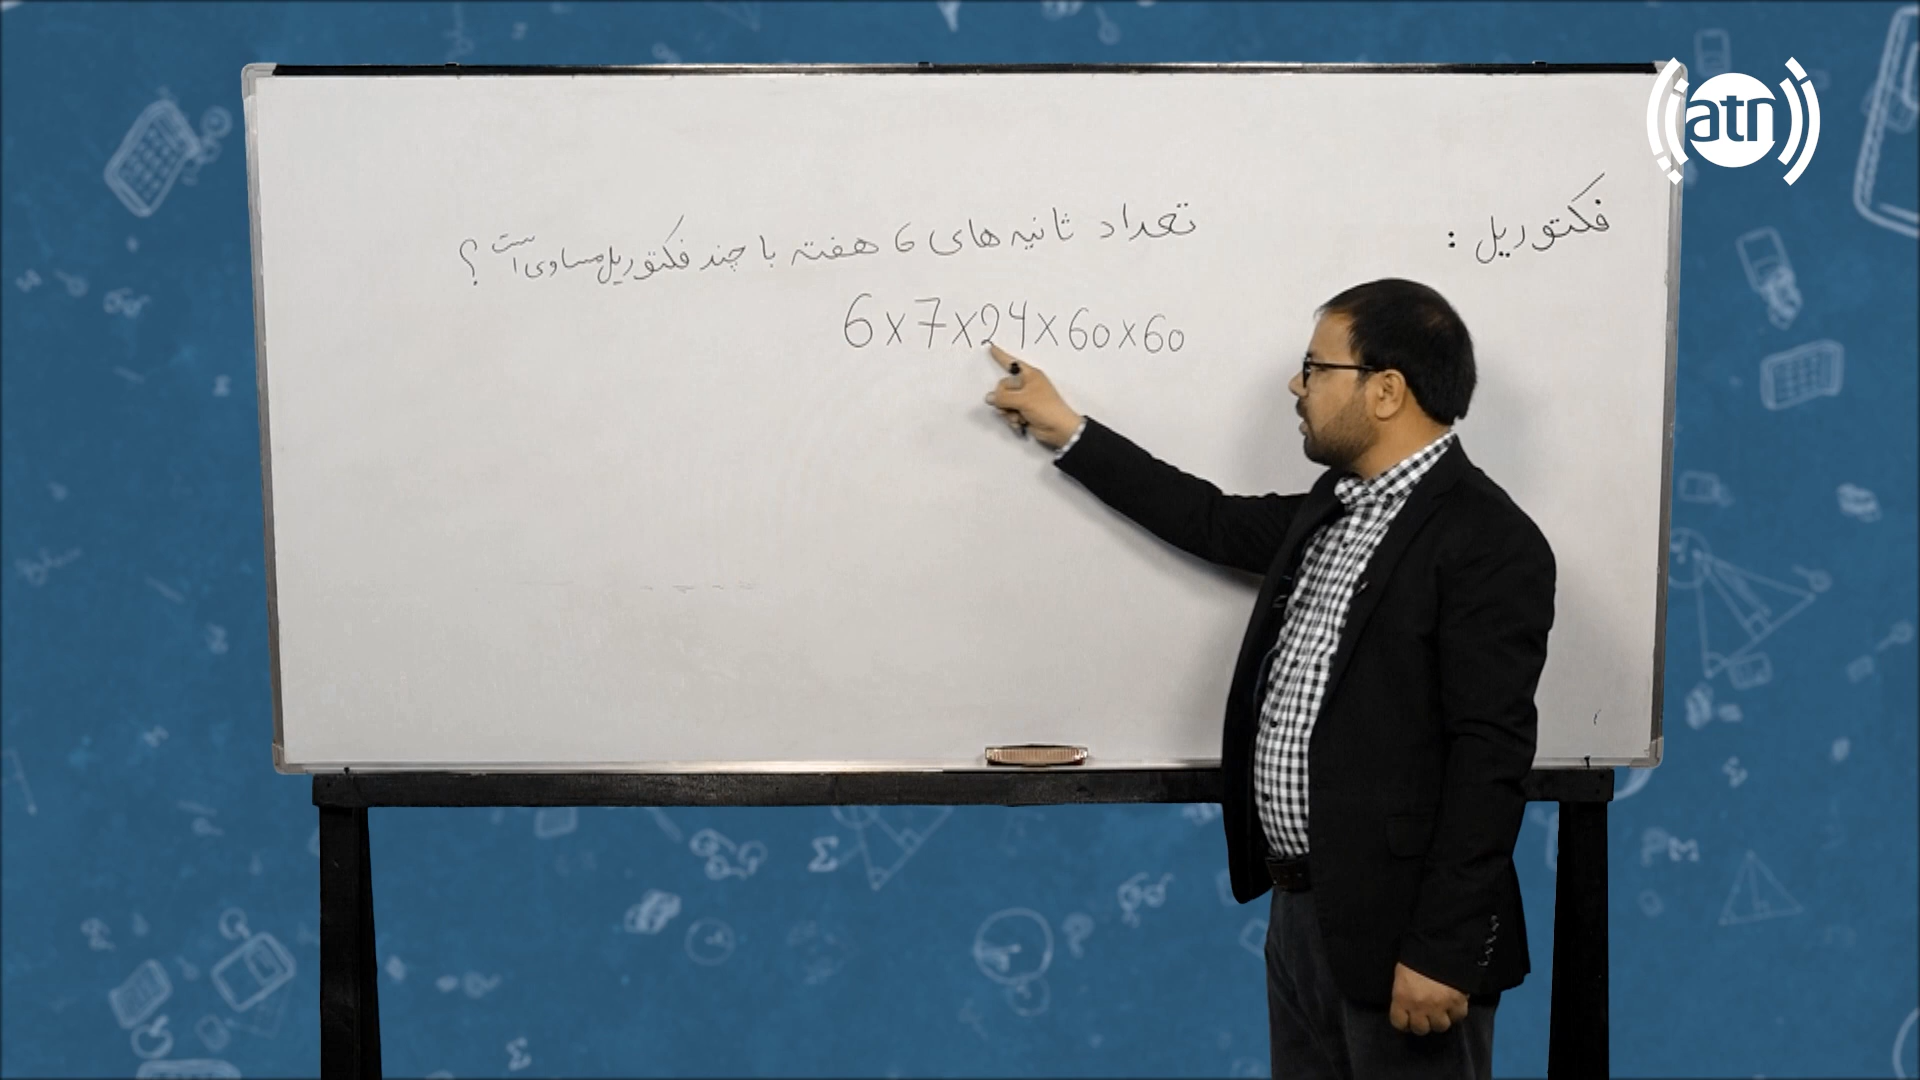 atn
فکتوریل :
تعداد ثانیه های 6 هفته با چند فکتوریل مساوی است ؟
6x7x24x60x60